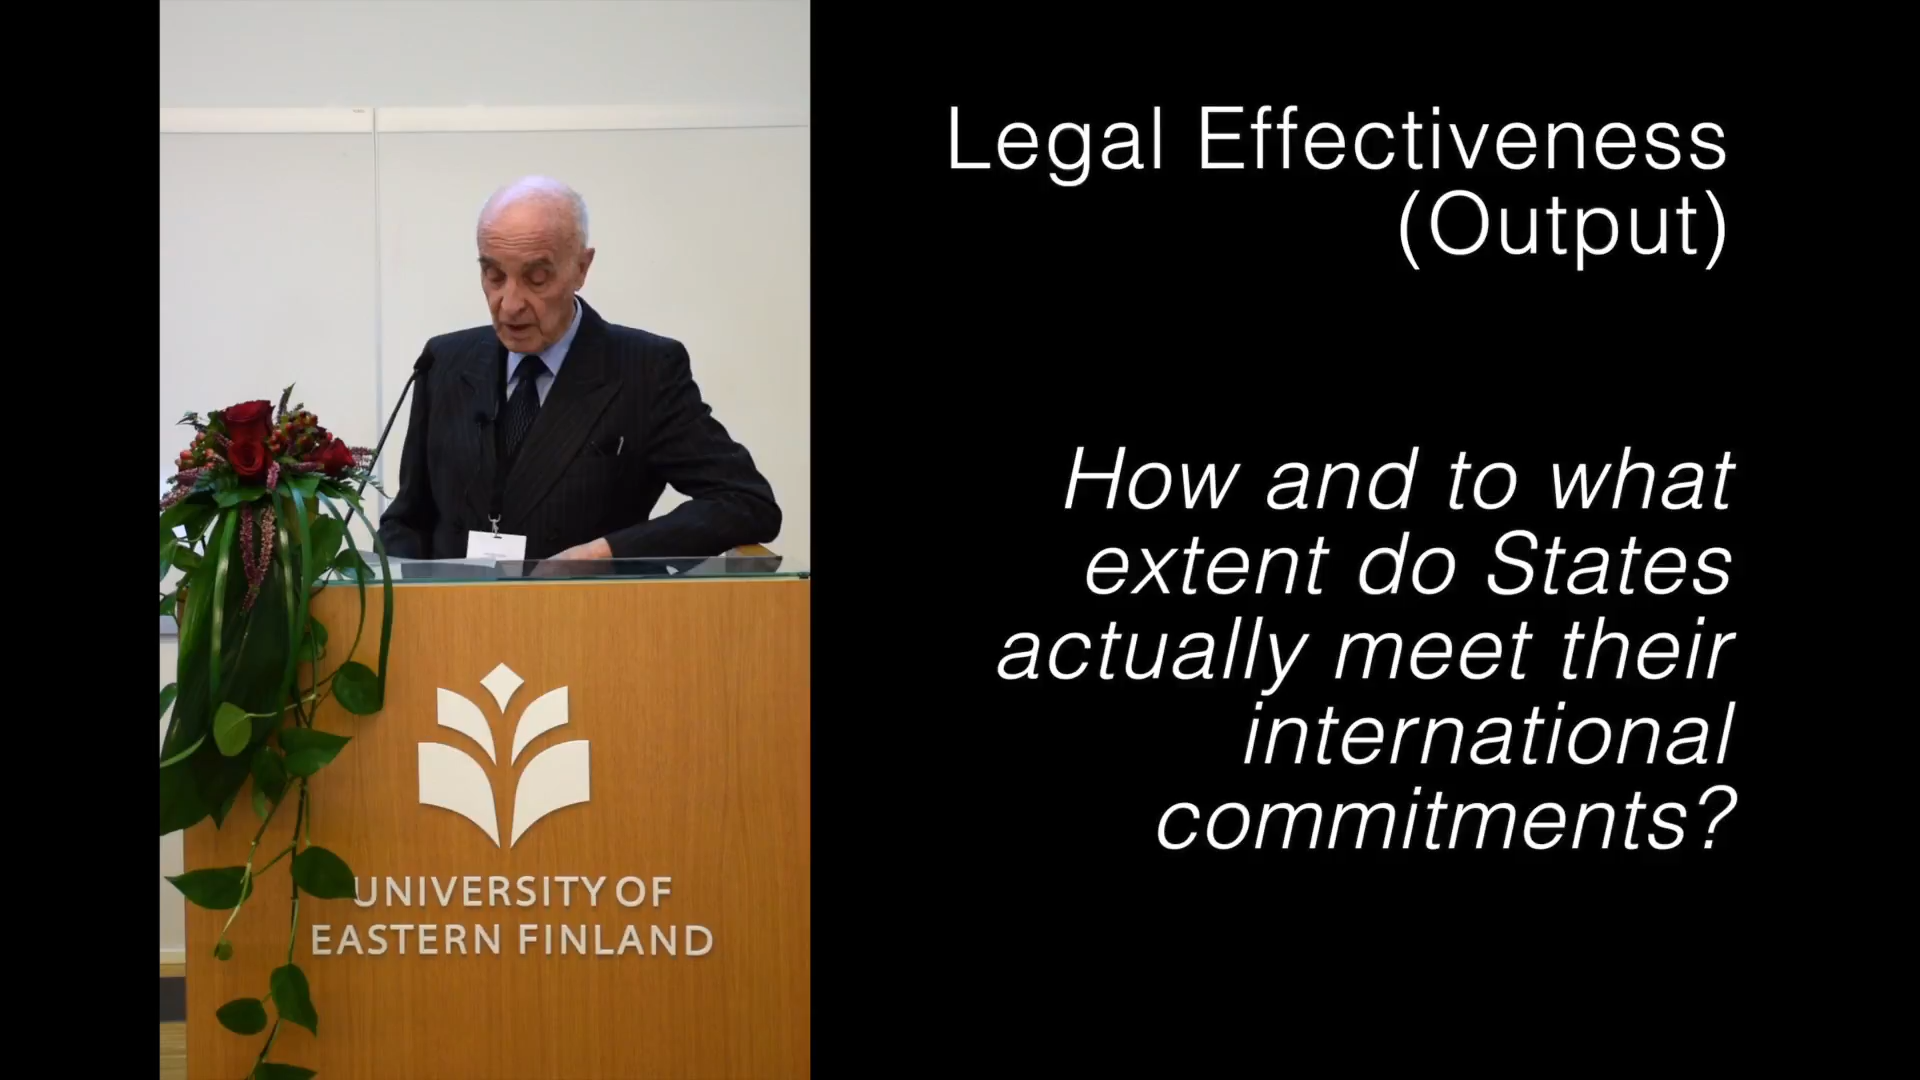 Legal Effectiveness
(Output)
How and to what
extent do States
actually meet their
international
commitments?
UNIVERSITY OF
EASTERN FINLAND